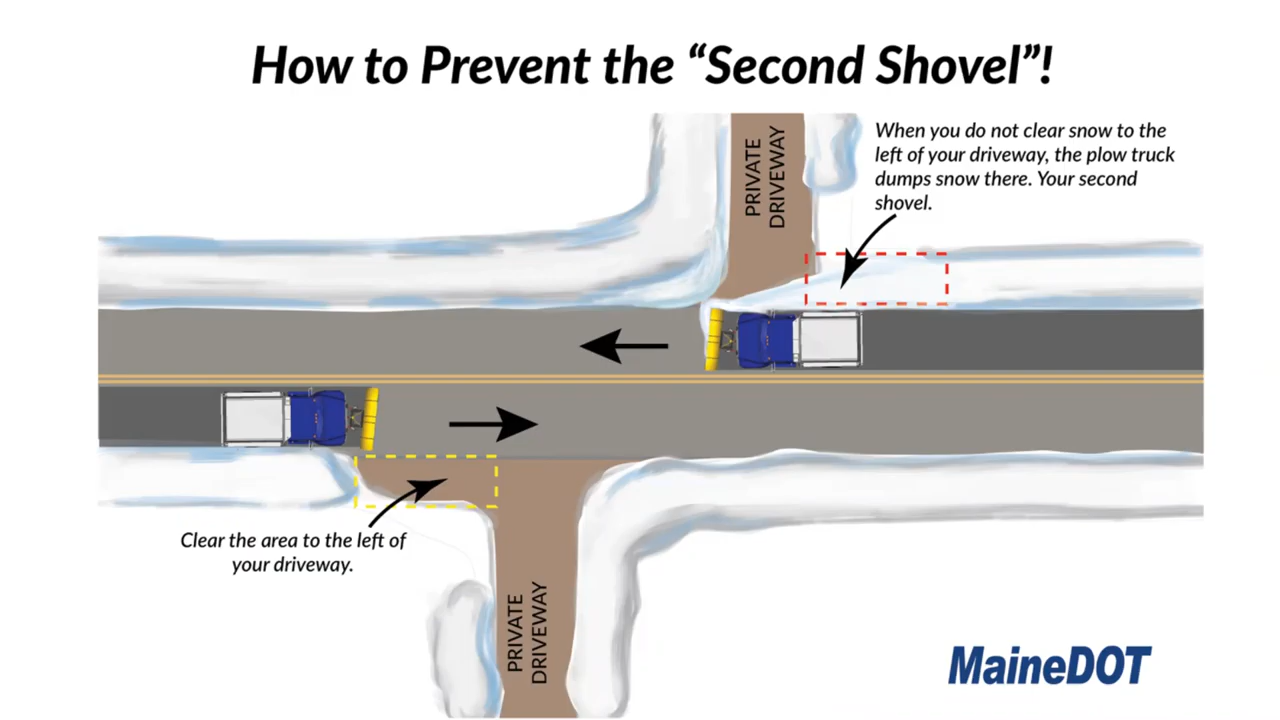 How to Prevent the “Second Shovel”!
PRIVATE
DRIVEWAY
When you do not clear snow to the
left of your driveway, the plow truck
dumps snow there. Your second
shovel.
Clear the area to the left of
your driveway.
PRIVATE
DRIVEWAY
MaineDOT